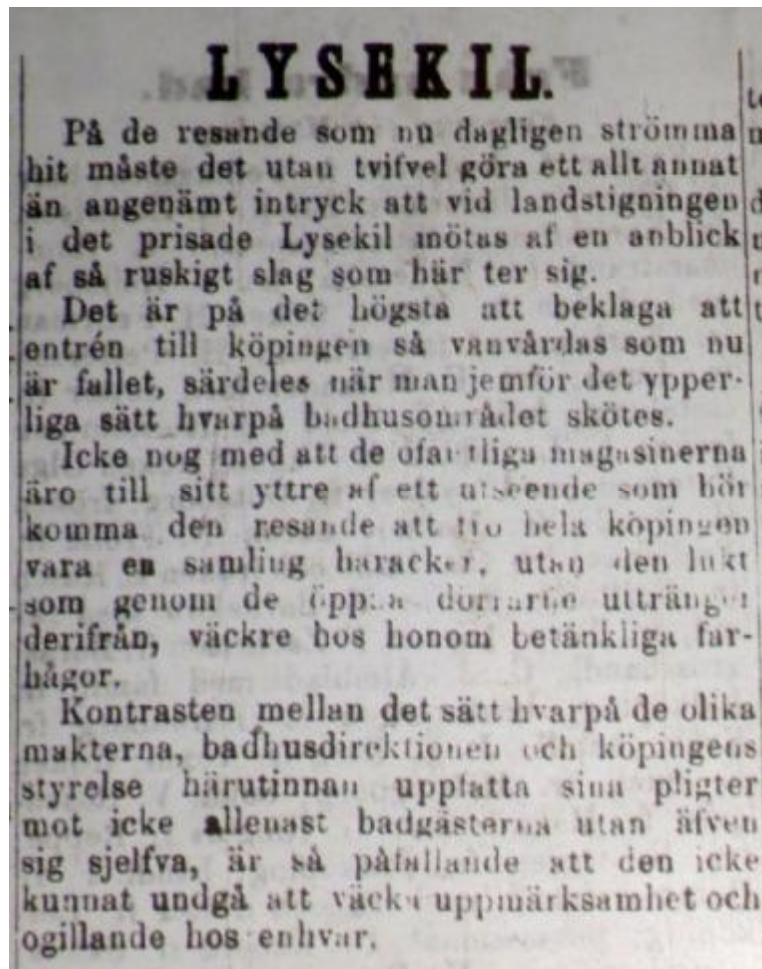 LYSEKIL.
På de resande som nu dagligen strömma
hit måste det utan tvifvel göra ett allt annat
än angenämt intryck att vid landstigningen
i det prisade Lysekil mötas af en anblick
af så ruskigt slag som här ter sig.
Det är på det högsta att beklaga att
entrén till köpingen så vanvårdas som nu
är fallet, särdeles när man jemför det ypper-
liga sätt hvarpå badhusområdet skötes.
Icke nog med att de ofantliga magasinerna
äro till sitt yttre af ett utseende som bör
komma den resande att tro hela köpingen
vara en samling baracker, utan den lukt
som genom de öppna dörrarne uttränger
derifrån, väckre hos honom betänkliga far-
hågor.
Kontrasten mellan det sätt hvarpå de olika
makterna, badhusdirektionen och köpingens
styrelse härutinnan uppfatta sina pligter
mot icke allenast badgästerna utan äfven
sig sjelfva, är så påfallande att den icke
kunnat undgå att väcka uppmärksamhet och
ogillande hos enhvar.